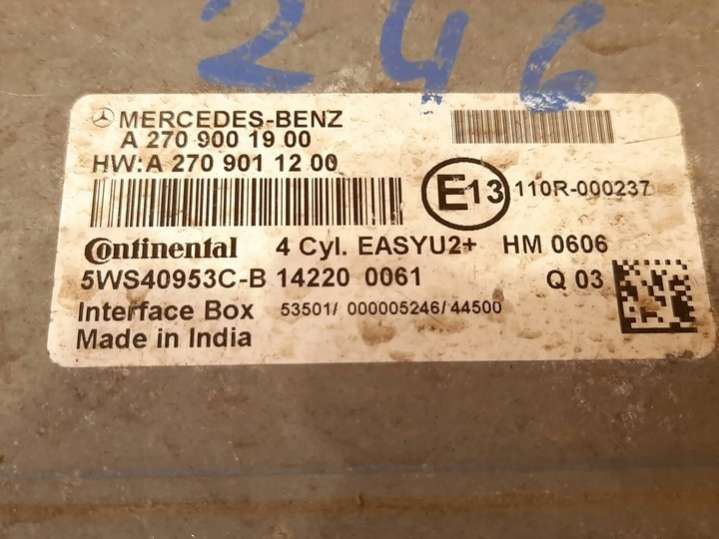 246
MERCEDES-BENZ
A 270 900 19 00
HW:A 270 901 12 00
E13 110R-000237
Continental 4 Cyl. EASYU2+ HM 0606
5WS40953C-B 14220 0061 Q 03
Interface Box 53501/ 000005246/44500
Made in India